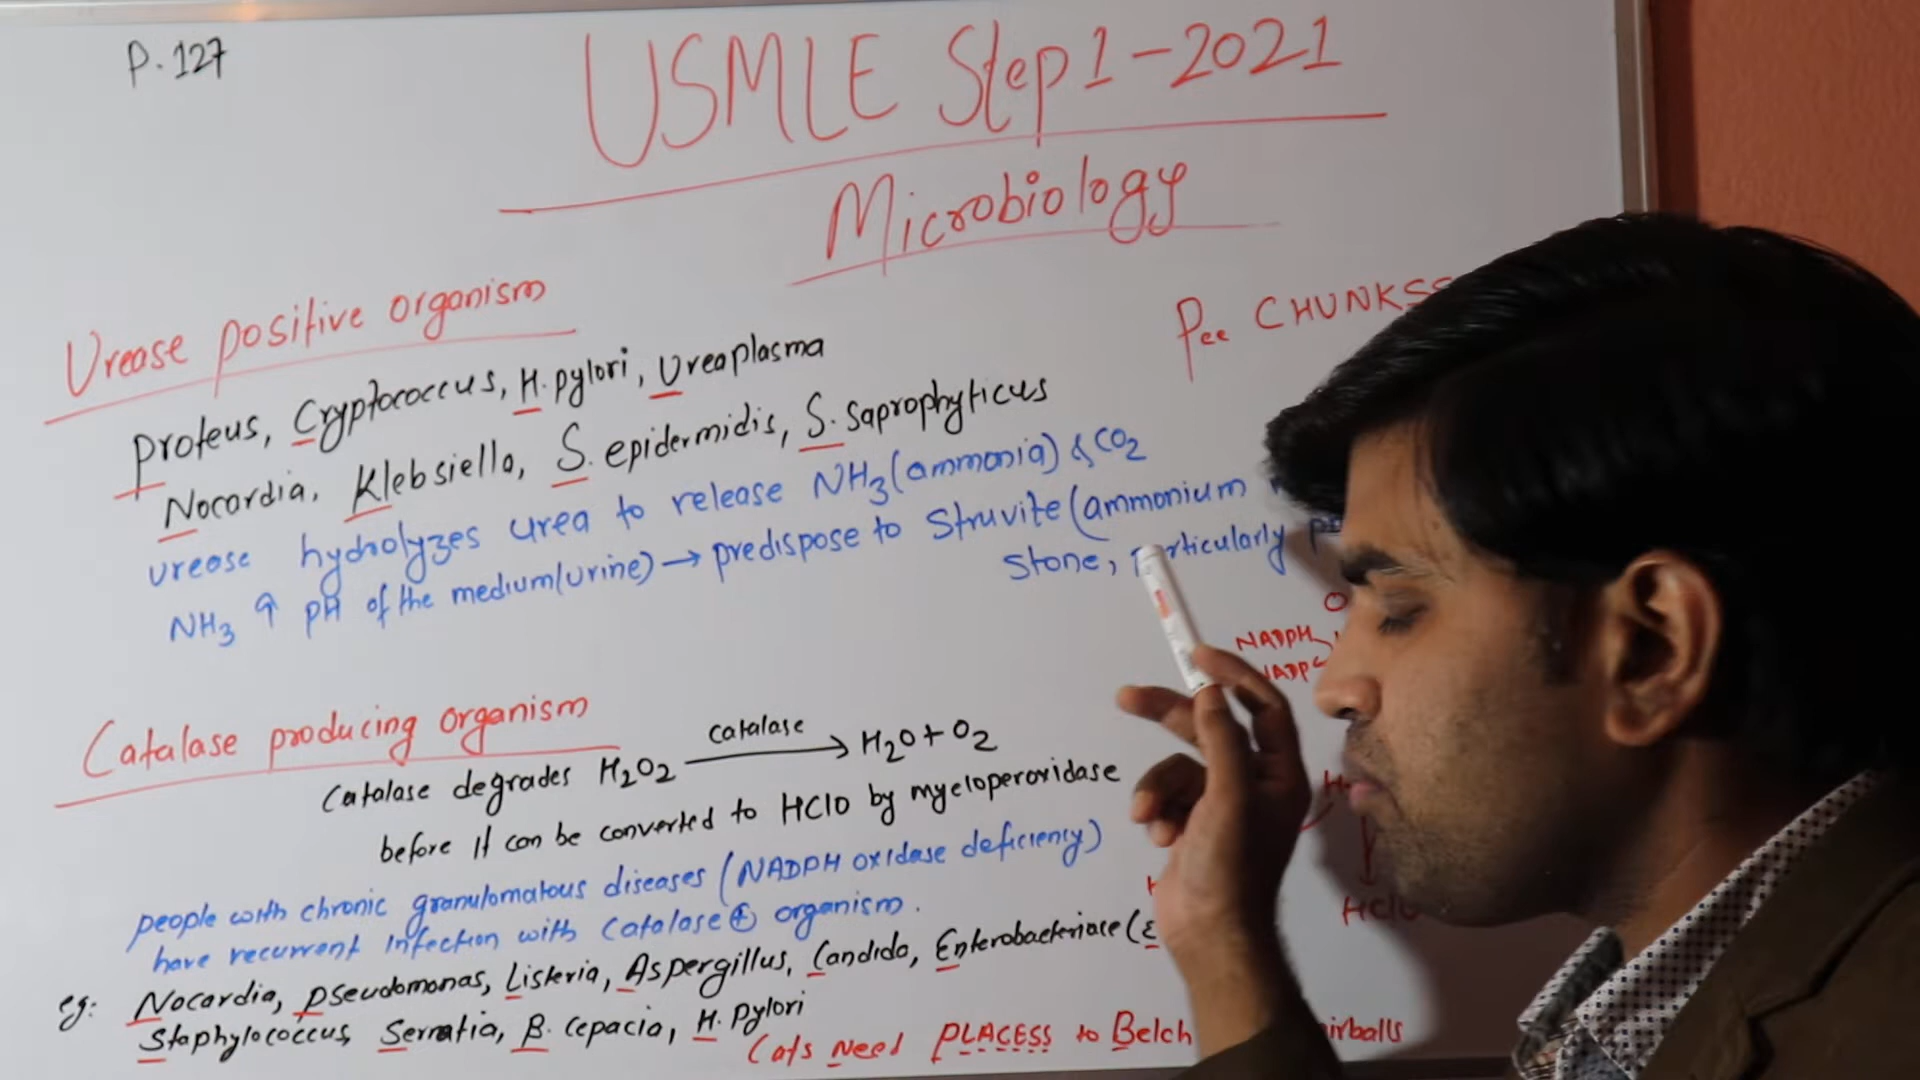 P. 127
USMLE Step 1 - 2021
Microbiology
Urease positive organism
Pee CHUNKSS
Proteus, Cryptococcus, H. pylori, Ureaplasma
Nocardia, Klebsiella, S. epidermidis, S. saprophyticus
urease hydrolyzes urea to release NH3 (ammonia) & CO2
NH3 ↑ pH of the medium (urine) → predispose to Struvite (ammonium
stone, particularly
NADPH
Catalase producing organism
Catalase degrades H2O2 catalase → H2O + O2
before it can be converted to HClO by myeloperoxidase
people with chronic granulomatous diseases (NADPH oxidase deficiency)
have recurrent infection with Catalase ⊕ organism.
HClO
eg: Nocardia, pseudomonas, Listeria, Aspergillus, Candida, Enterobacteriace (E
Staphylococcus, Serratia, B. cepacia, H. pylori
Cats Need PLACESS to Belch airballs